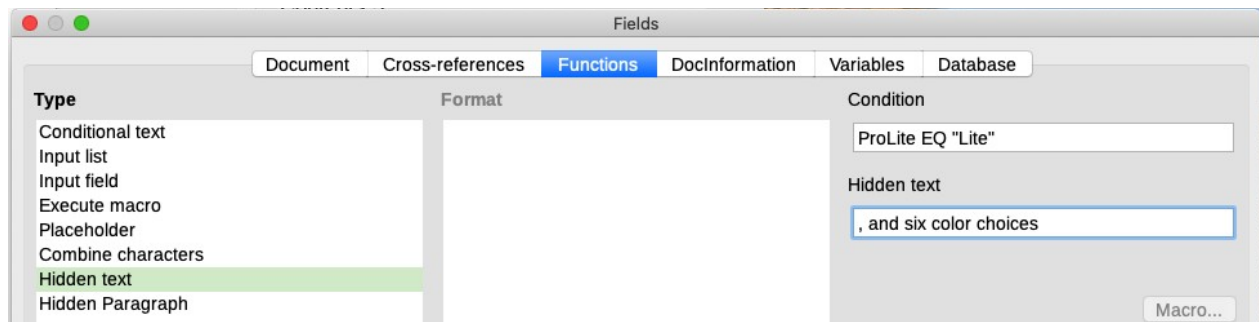 Fields
Document Cross-references Functions DocInformation Variables Database
Type
Conditional text
Input list
Input field
Execute macro
Placeholder
Combine characters
Hidden text
Hidden Paragraph
Format
Condition
ProLite EQ "Lite"
Hidden text
, and six color choices
Macro...